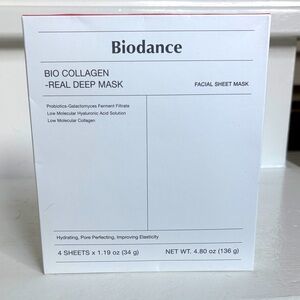 Biodance
BIO COLLAGEN
-REAL DEEP MASK
FACIAL SHEET MASK
Probiotics-Galactomyces Ferment Filtrate
Low Molecular Hyaluronic Acid Solution
Low Molecular Collagen
Hydrating, Pore Perfecting, Improving Elasticity
4 SHEETS x 1.19 oz (34 g)
NET WT. 4.80 oz (136 g)